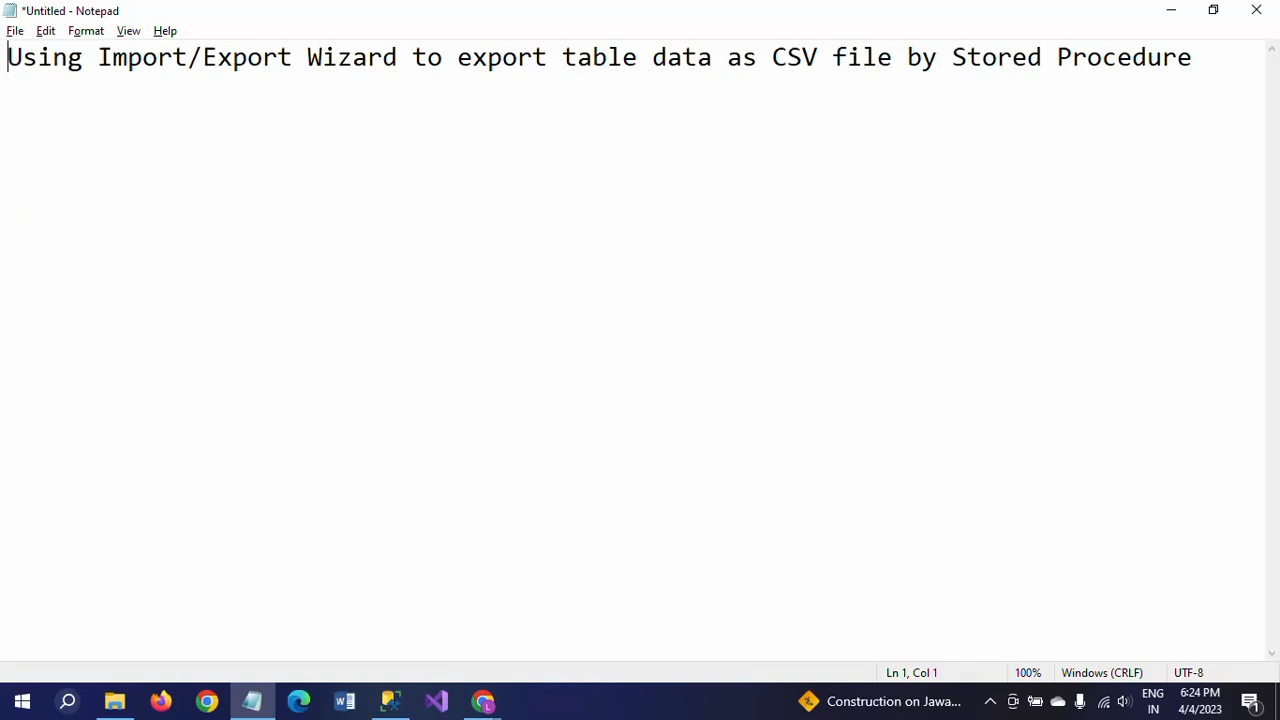 *Untitled - Notepad
File Edit Format View Help
Using Import/Export Wizard to export table data as CSV file by Stored Procedure
Ln 1, Col 1 100% Windows (CRLF) UTF-8
Construction on Jawa...
ENG
IN
6:24 PM
4/4/2023
1